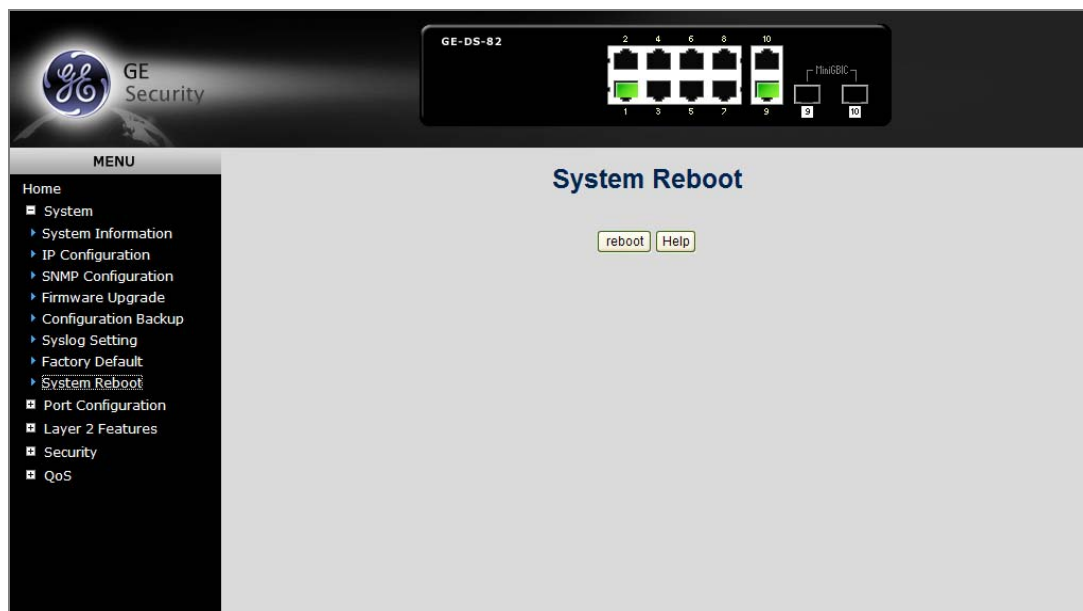 GE
Security
GE-DS-82
2 4 6 8 10
MiniGBIC
1 3 5 7 9 9 10
MENU
Home
System
System Information
IP Configuration
SNMP Configuration
Firmware Upgrade
Configuration Backup
Syslog Setting
Factory Default
System Reboot
Port Configuration
Layer 2 Features
Security
QoS
System Reboot
reboot Help